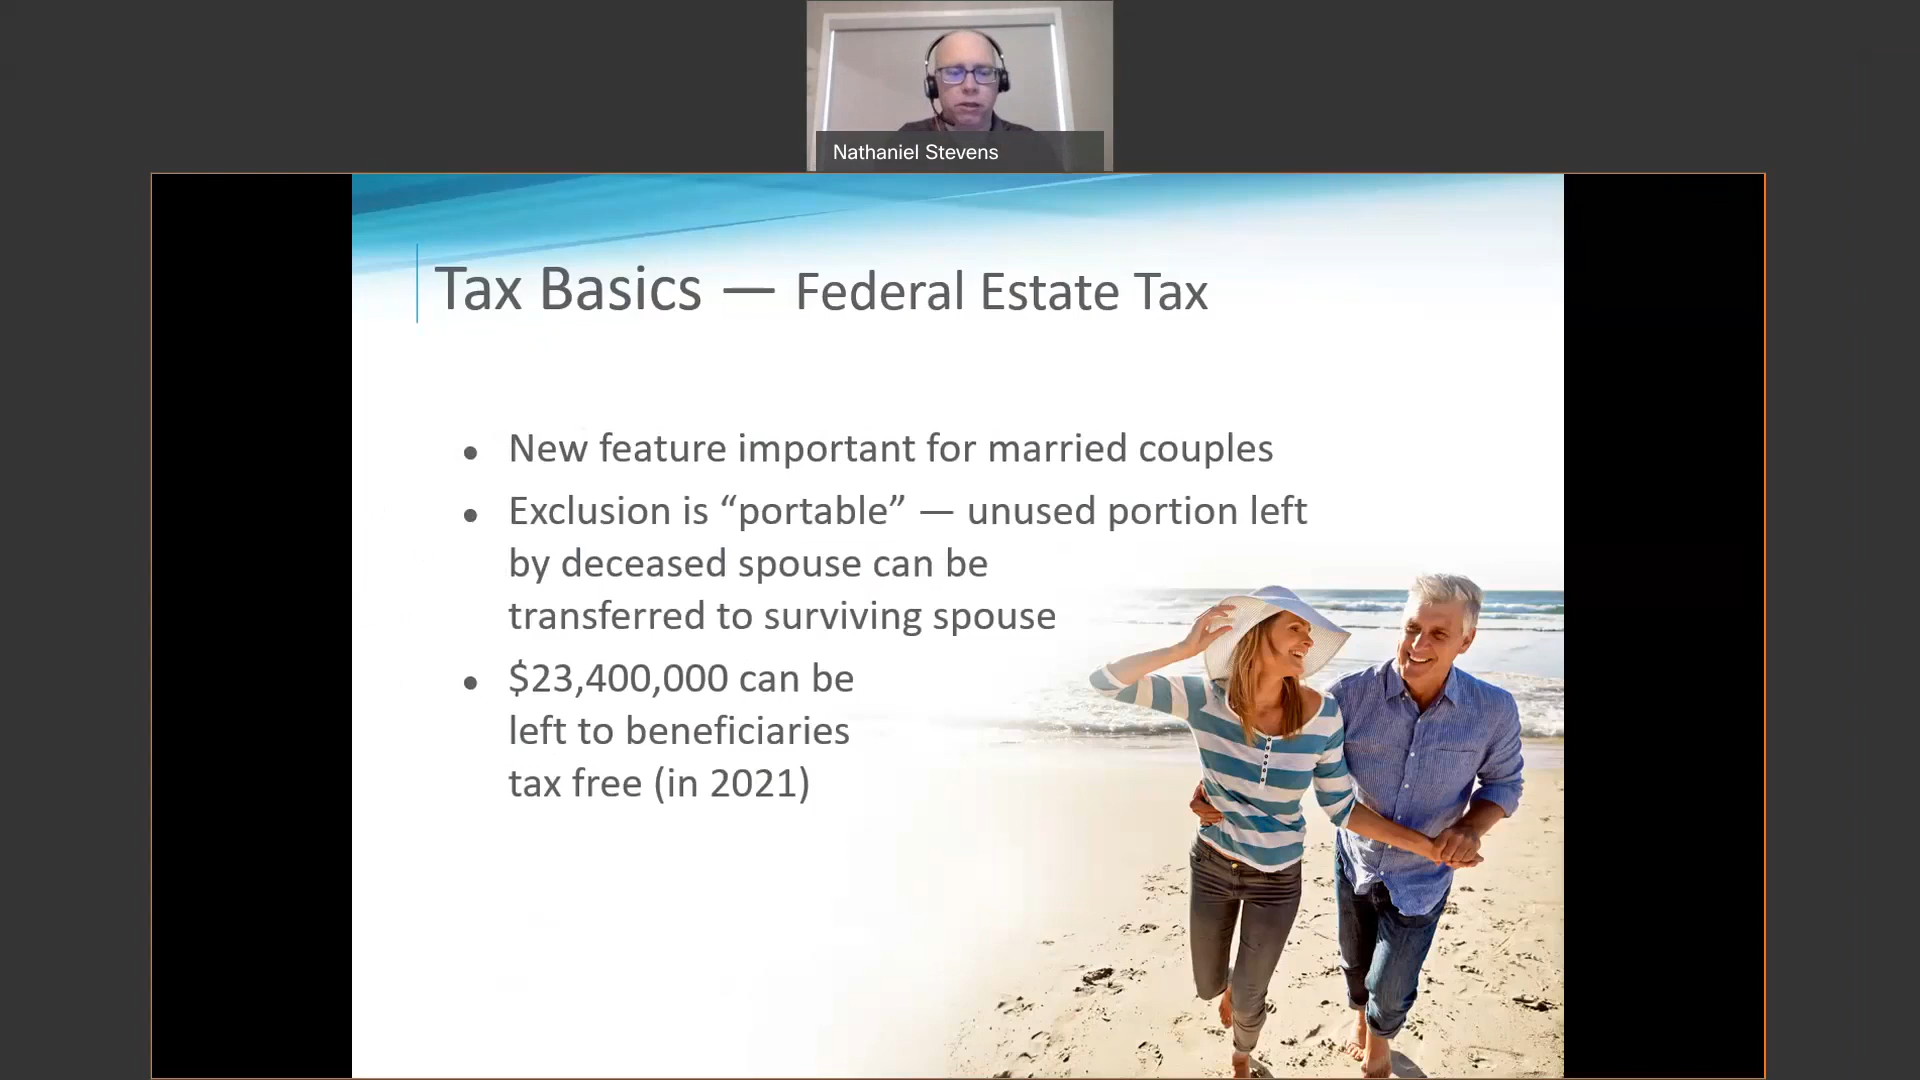 Nathaniel Stevens
Tax Basics — Federal Estate Tax
• New feature important for married couples
• Exclusion is “portable” — unused portion left
by deceased spouse can be
transferred to surviving spouse
• $23,400,000 can be
left to beneficiaries
tax free (in 2021)